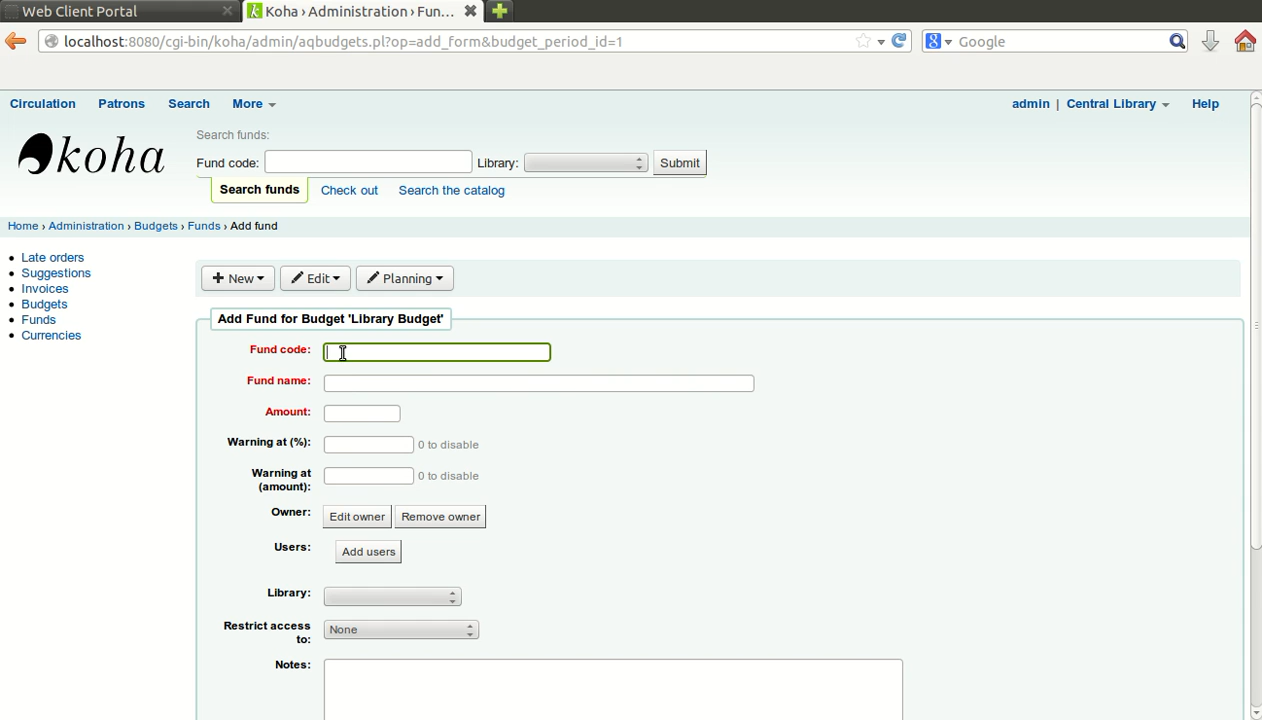 Web Client Portal
Koha › Administration › Fun...
localhost:8080/cgi-bin/koha/admin/aqbudgets.pl?op=add_form&budget_period_id=1
Google
Circulation Patrons Search More
admin | Central Library Help
koha
Search funds:
Fund code: Library: Submit
Search funds Check out Search the catalog
Home › Administration › Budgets › Funds › Add fund
Late orders
Suggestions
Invoices
Budgets
Funds
Currencies
New Edit Planning
Add Fund for Budget 'Library Budget'
Fund code:
Fund name:
Amount:
Warning at (%): 0 to disable
Warning at (amount): 0 to disable
Owner: Edit owner Remove owner
Users: Add users
Library:
Restrict access to: None
Notes: